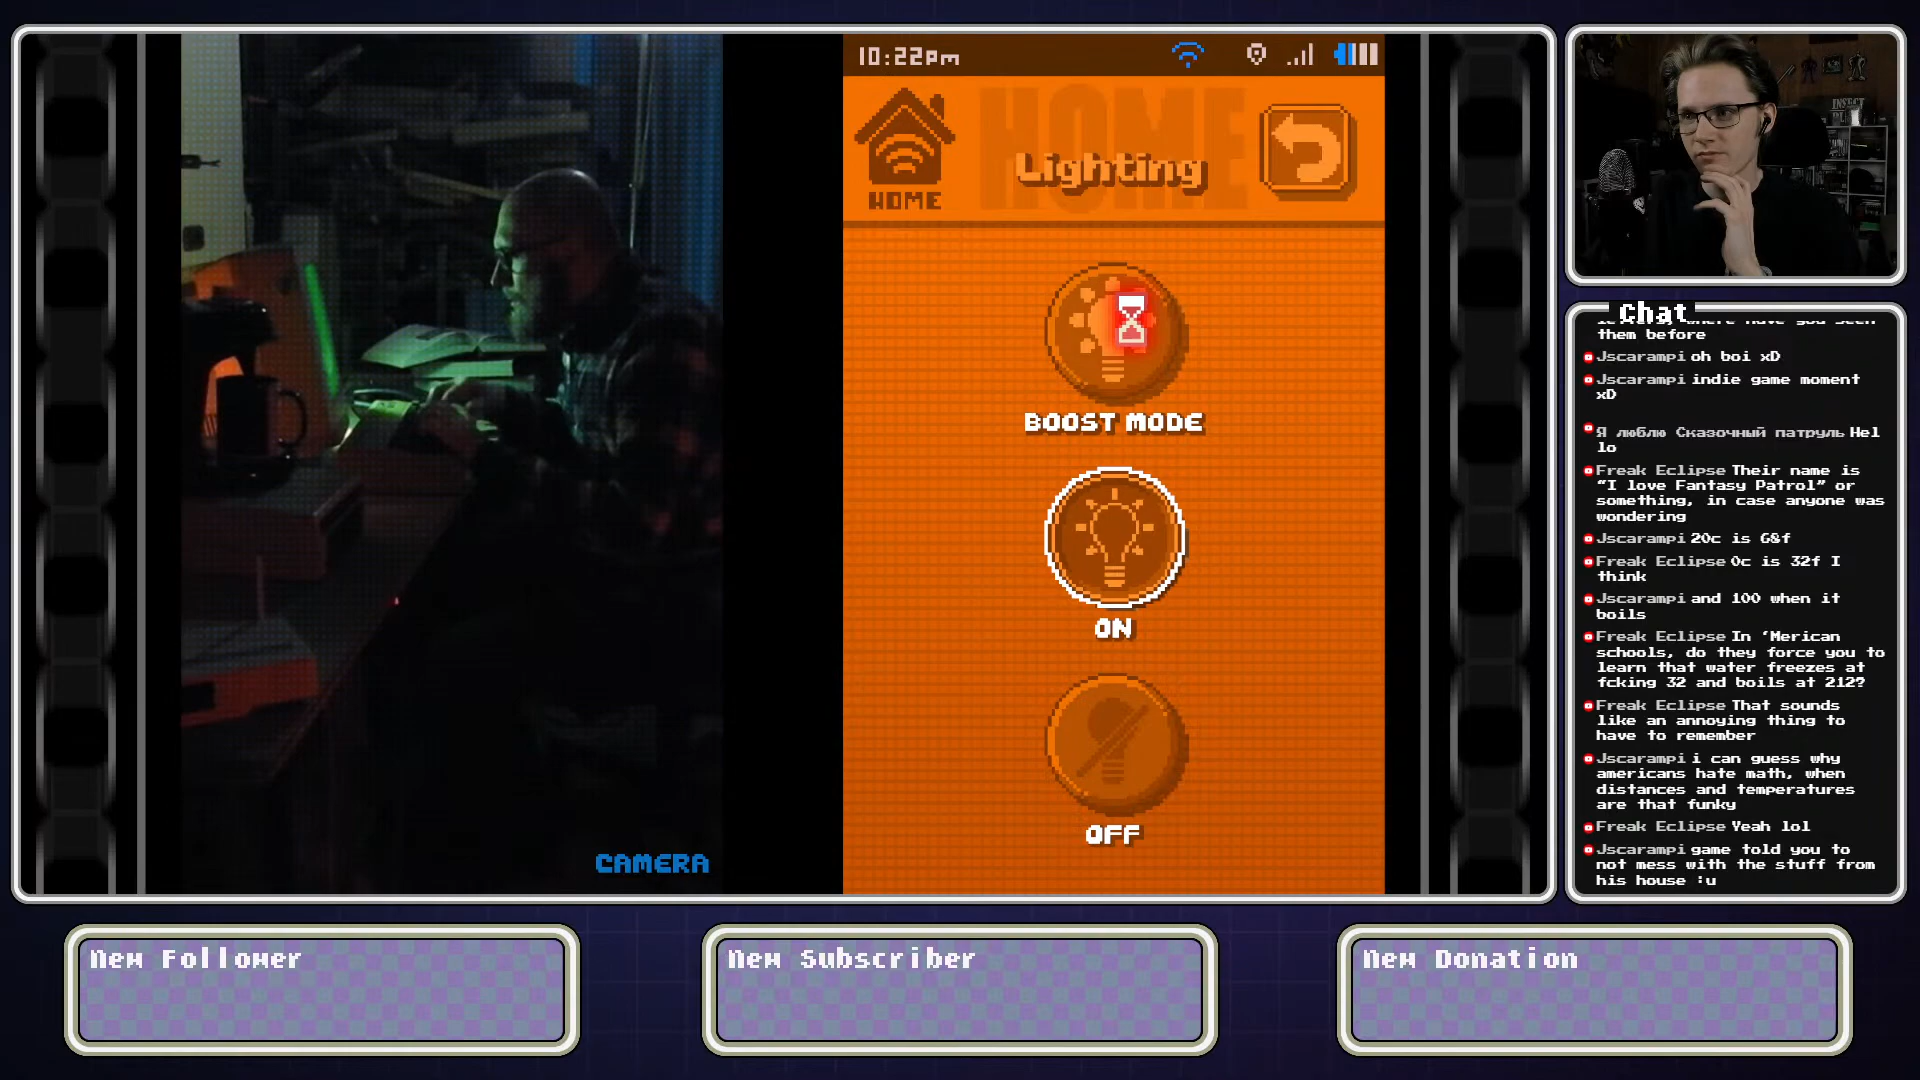 10:22pm
HOME
Lighting
HOME
BOOST MODE
ON
OFF
CAMERA
INSECT
Chat
them before
Jscarampi oh boi xD
Jscarampi indie game moment
xD
Я люблю Сказочный патруль Hel
lo
Freak Eclipse Their name is
"I love Fantasy Patrol" or
something, in case anyone was
wondering
Jscarampi 20c is 68f
Freak Eclipse 0c is 32f I
think
Jscarampi and 100 when it
boils
Freak Eclipse In 'Merican
schools, do they force you to
learn that water freezes at
fcking 32 and boils at 212?
Freak Eclipse That sounds
like an annoying thing to
have to remember
Jscarampi i can guess why
americans hate math, when
distances and temperatures
are that funky
Freak Eclipse Yeah lol
Jscarampi game told you to
not mess with the stuff from
his house :u
New Follower
New Subscriber
New Donation